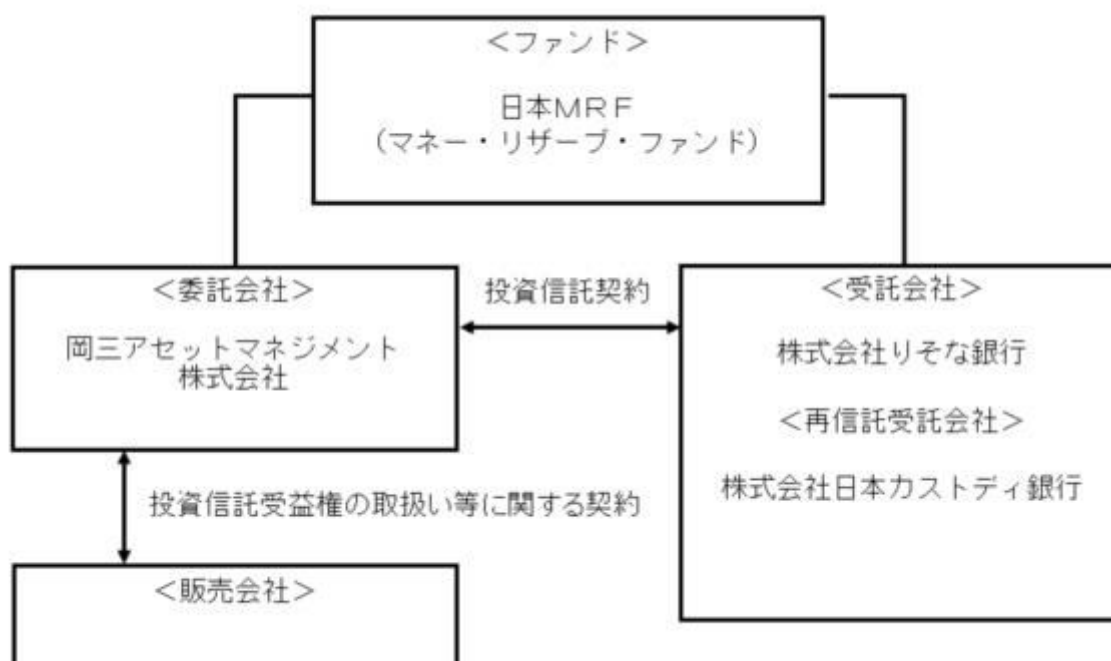 ＜ファンド＞
日本ＭＲＦ
（マネー・リザーブ・ファンド）
＜委託会社＞
岡三アセットマネジメント
株式会社
投資信託契約
＜受託会社＞
株式会社りそな銀行
＜再信託受託会社＞
株式会社日本カストディ銀行
投資信託受益権の取扱い等に関する契約
＜販売会社＞